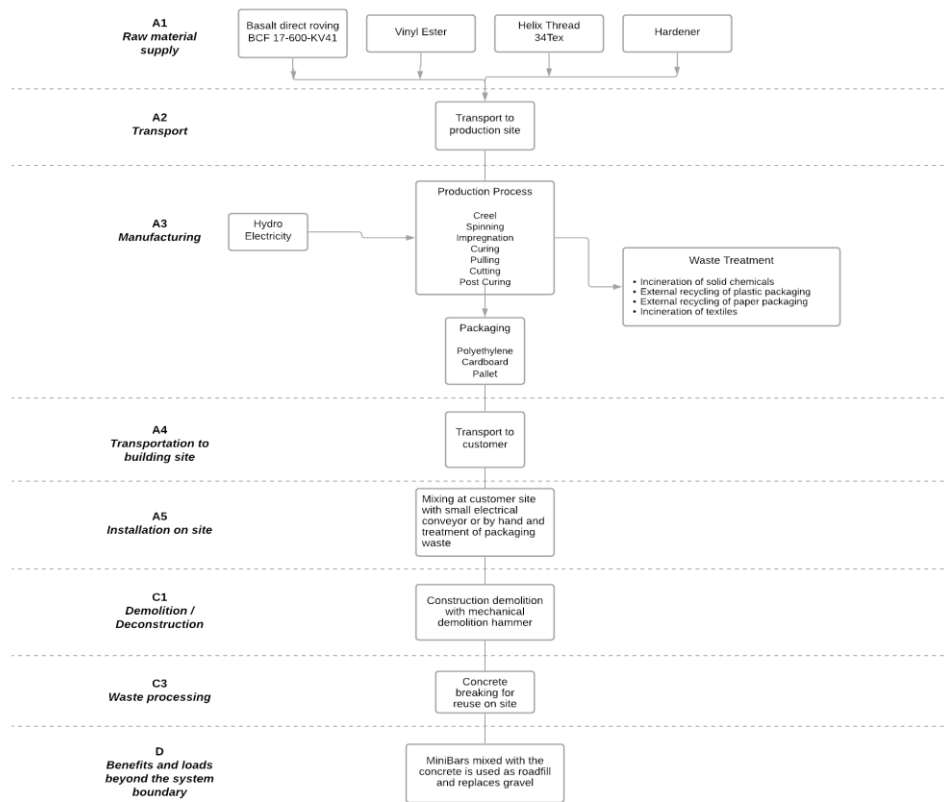 A1
Raw material
supply
Basalt direct roving
BCF 17-600-KV41
Vinyl Ester
Helix Thread
34Tex
Hardener
A2
Transport
Transport to
production site
A3
Manufacturing
Hydro
Electricity
Production Process
Creel
Spinning
Impregnation
Curing
Pulling
Cutting
Post Curing
Waste Treatment
• Incineration of solid chemicals
• External recycling of plastic packaging
• External recycling of paper packaging
• Incineration of textiles
Packaging
Polyethylene
Cardboard
Pallet
A4
Transportation to
building site
Transport to
customer
A5
Installation on site
Mixing at customer site
with small electrical
conveyor or by hand and
treatment of packaging
waste
C1
Demolition /
Deconstruction
Construction demolition
with mechanical
demolition hammer
C3
Waste processing
Concrete
breaking for
reuse on site
D
Benefits and loads
beyond the system
boundary
MiniBars mixed with the
concrete is used as roadfill
and replaces gravel